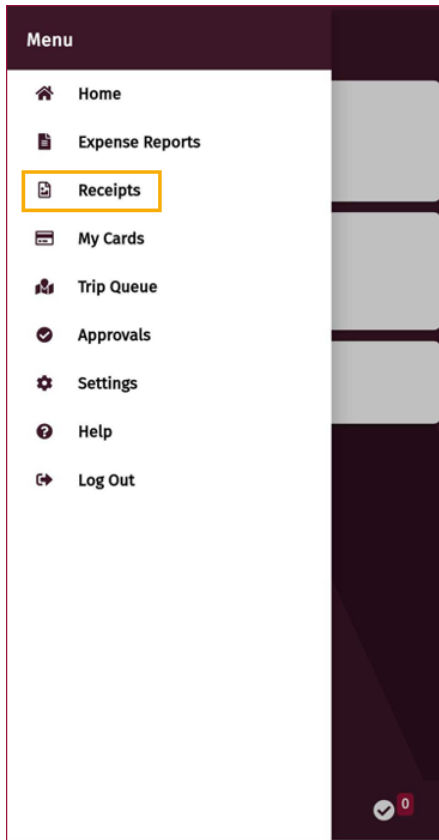 Menu
Home
Expense Reports
Receipts
My Cards
Trip Queue
Approvals
Settings
Help
Log Out
0